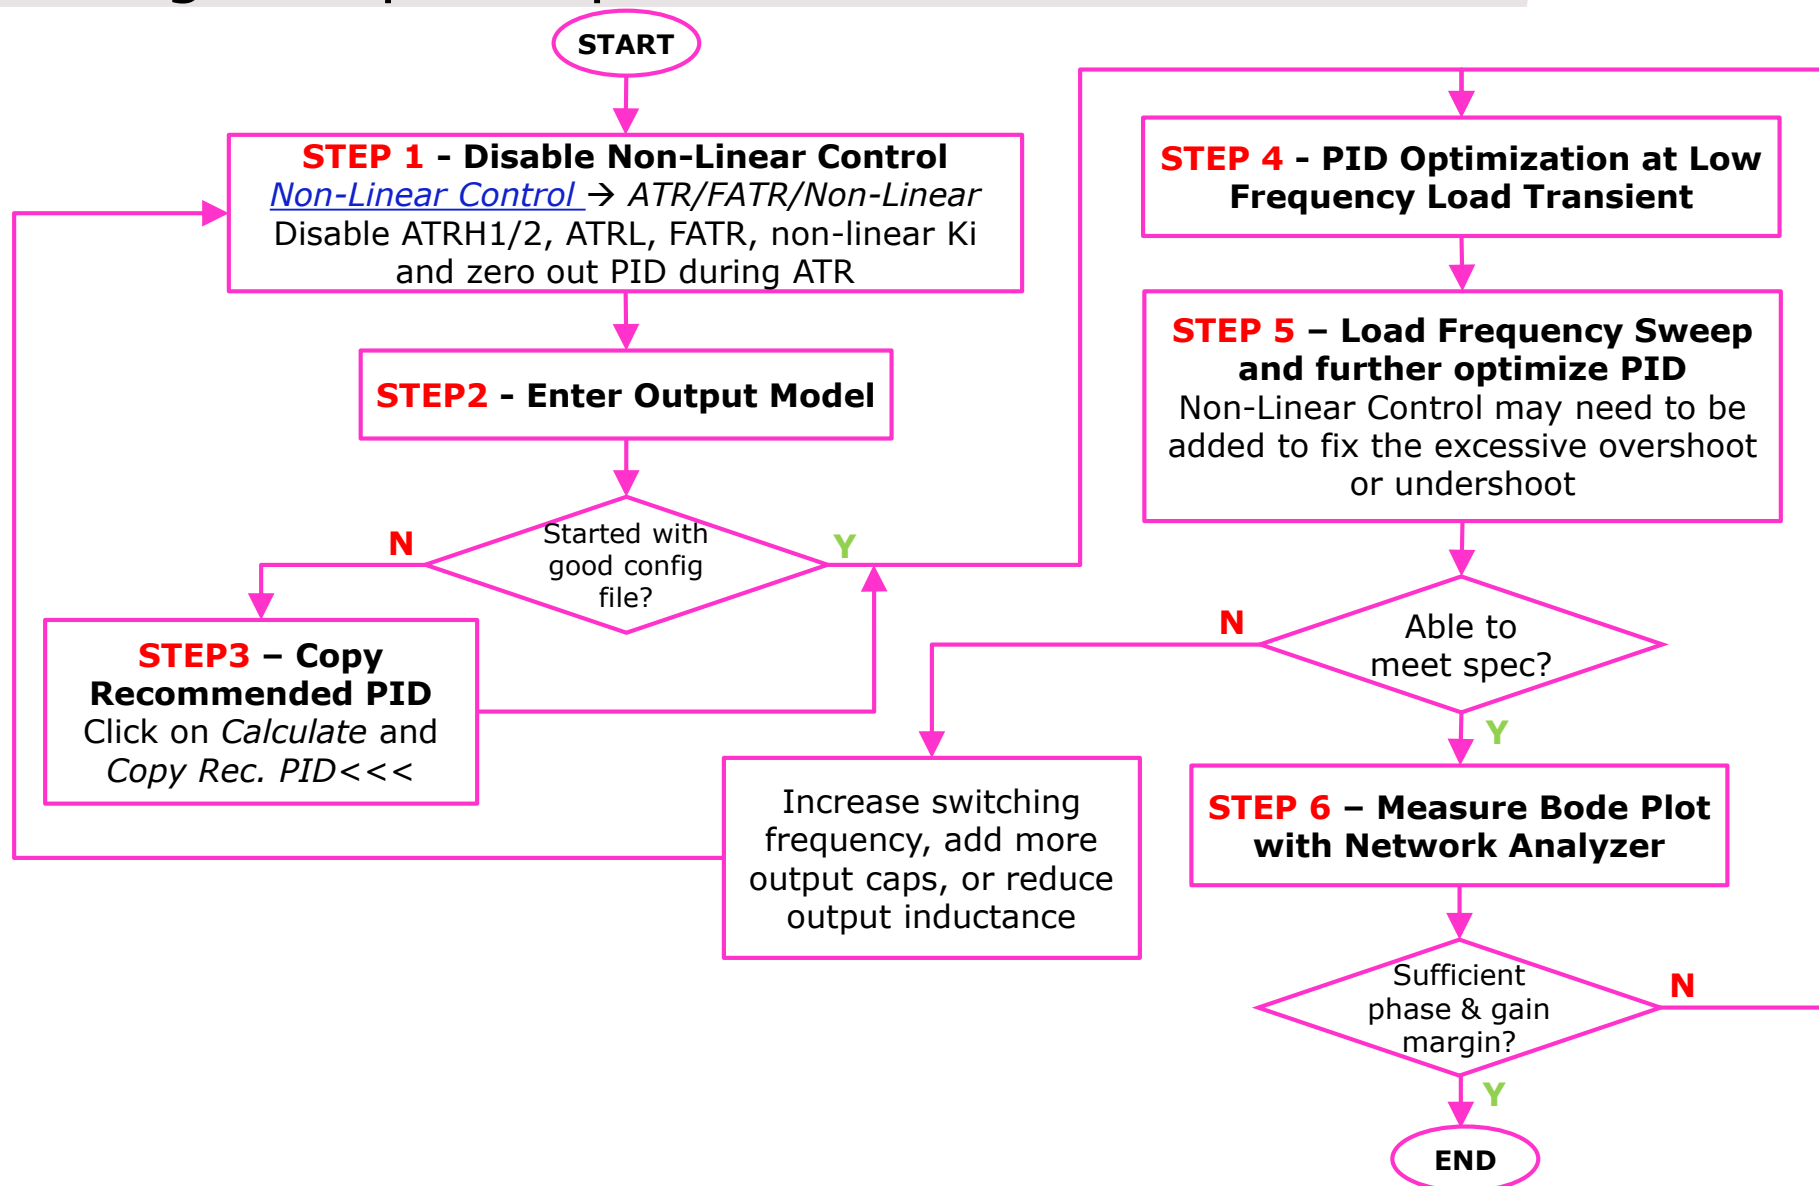 START
STEP 1 - Disable Non-Linear Control
Non-Linear Control → ATR/FATR/Non-Linear
Disable ATRH1/2, ATRL, FATR, non-linear Ki
and zero out PID during ATR
STEP2 - Enter Output Model
Started with
good config
file?
N
Y
STEP3 – Copy
Recommended PID
Click on Calculate and
Copy Rec. PID<<<
Increase switching
frequency, add more
output caps, or reduce
output inductance
STEP 4 - PID Optimization at Low
Frequency Load Transient
STEP 5 – Load Frequency Sweep
and further optimize PID
Non-Linear Control may need to be
added to fix the excessive overshoot
or undershoot
Able to
meet spec?
N
Y
STEP 6 – Measure Bode Plot
with Network Analyzer
Sufficient
phase & gain
margin?
N
Y
END